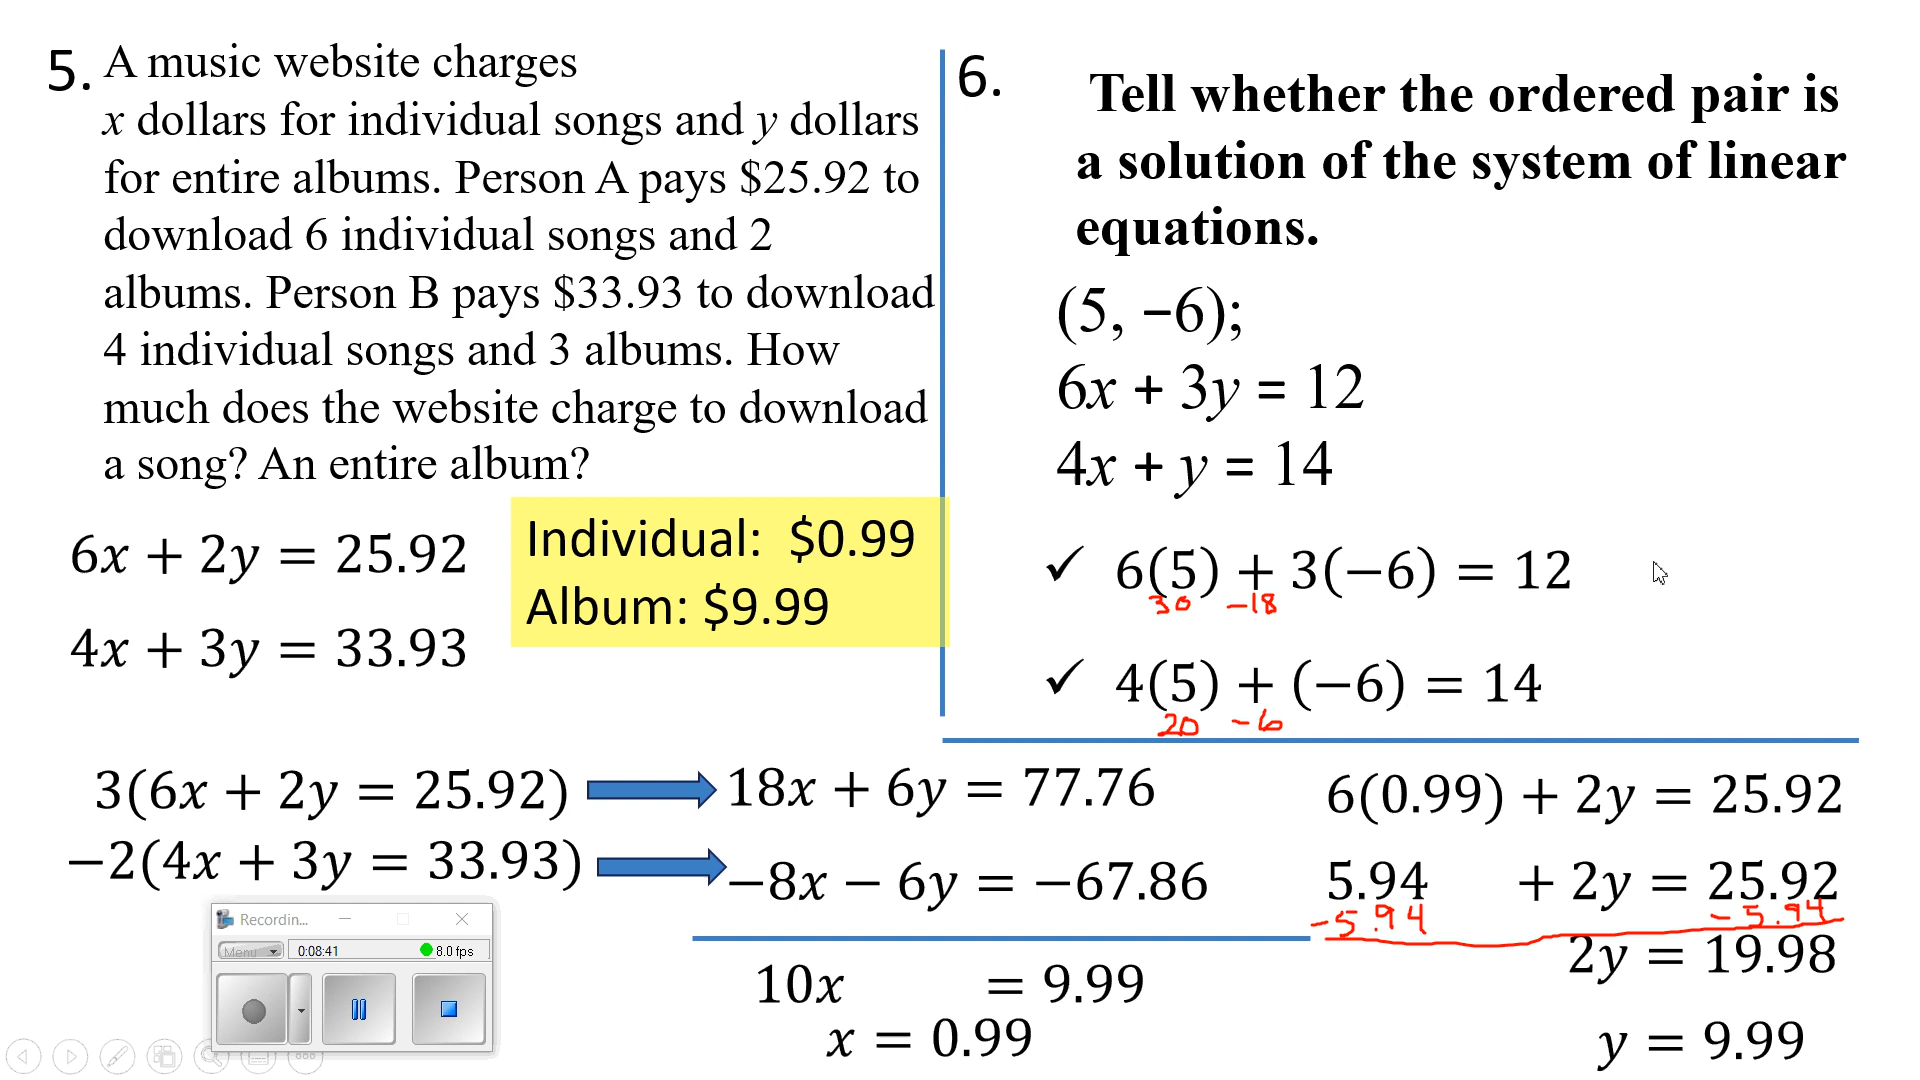 5.
A music website charges
x dollars for individual songs and y dollars
for entire albums. Person A pays $25.92 to
download 6 individual songs and 2
albums. Person B pays $33.93 to download
4 individual songs and 3 albums. How
much does the website charge to download
a song? An entire album?
6x + 2y = 25.92
4x + 3y = 33.93
Individual:  $0.99
Album: $9.99
6.
Tell whether the ordered pair is
a solution of the system of linear
equations.
(5, −6);
6x + 3y = 12
4x + y = 14
✓ 6(5) + 3(−6) = 12
30 −18
✓ 4(5) + (−6) = 14
20 −6
3(6x + 2y = 25.92)
−2(4x + 3y = 33.93)
18x + 6y = 77.76
−8x − 6y = −67.86
10x = 9.99
x = 0.99
6(0.99) + 2y = 25.92
5.94 + 2y = 25.92
−5.94 −5.94
2y = 19.98
y = 9.99
Recordin...
Menu 0:08:41 8.0 fps